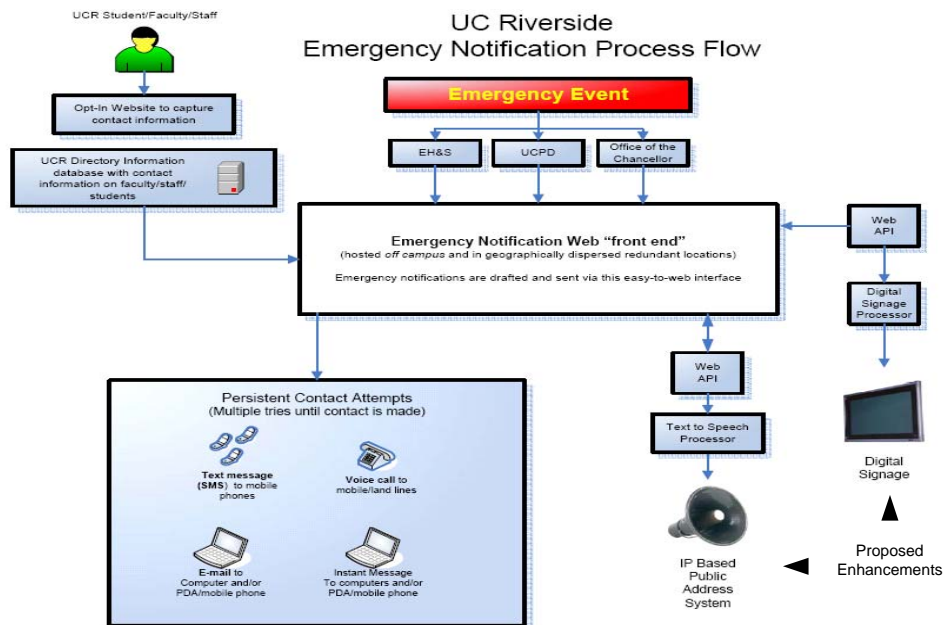 UCR Student/Faculty/Staff
UC Riverside
Emergency Notification Process Flow
Emergency Event
Opt-In Website to capture
contact information
EH&S
UCPD
Office of the
Chancellor
UCR Directory Information
database with contact
information on faculty/staff/
students
Emergency Notification Web “front end”
(hosted off campus and in geographically dispersed redundant locations)
Emergency notifications are drafted and sent via this easy-to-web interface
Web
API
Digital
Signage
Processor
Digital
Signage
Web
API
Text to Speech
Processor
IP Based
Public
Address
System
Proposed
Enhancements
Persistent Contact Attempts
(Multiple tries until contact is made)
Text message
(SMS) to mobile
phones
Voice call to
mobile/land lines
E-mail to
Computer and/or
PDA/mobile phone
Instant Message
To computers and/or
PDA/mobile phone